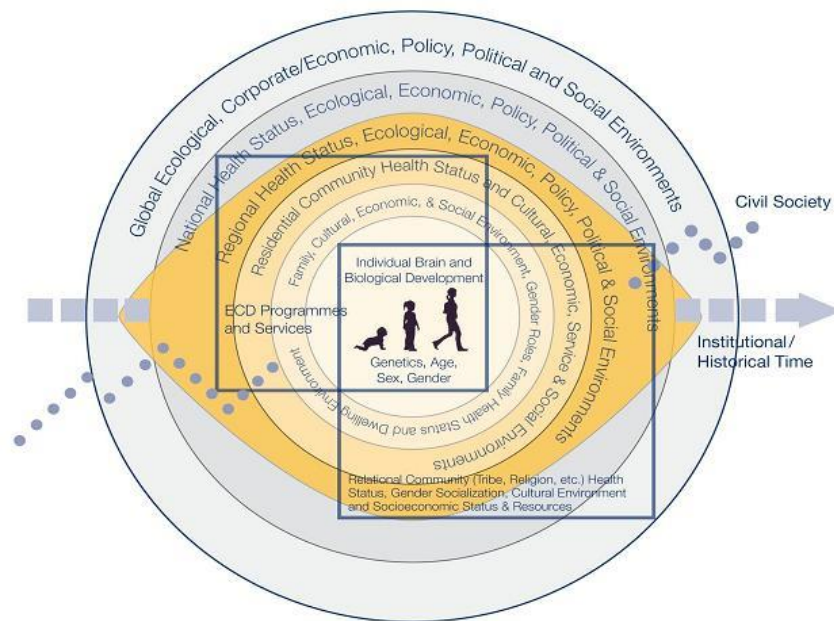 Global Ecological, Corporate/Economic, Policy, Political and Social Environments
National Health Status, Ecological, Economic, Policy, Political & Social Environments
Regional Health Status, Ecological, Economic, Policy, Political & Social Environments
Residential Community Health Status and Cultural, Economic, Service & Social Environments
Family, Cultural, Economic, & Social Environment, Gender Roles, Family Health Status and Dwelling Environment
Civil Society
Individual Brain and
Biological Development
ECD Programmes
and Services
Institutional/
Historical Time
Genetics, Age,
Sex, Gender
Relational Community (Tribe, Religion, etc.) Health
Status, Gender Socialization, Cultural Environment
and Socioeconomic Status & Resources